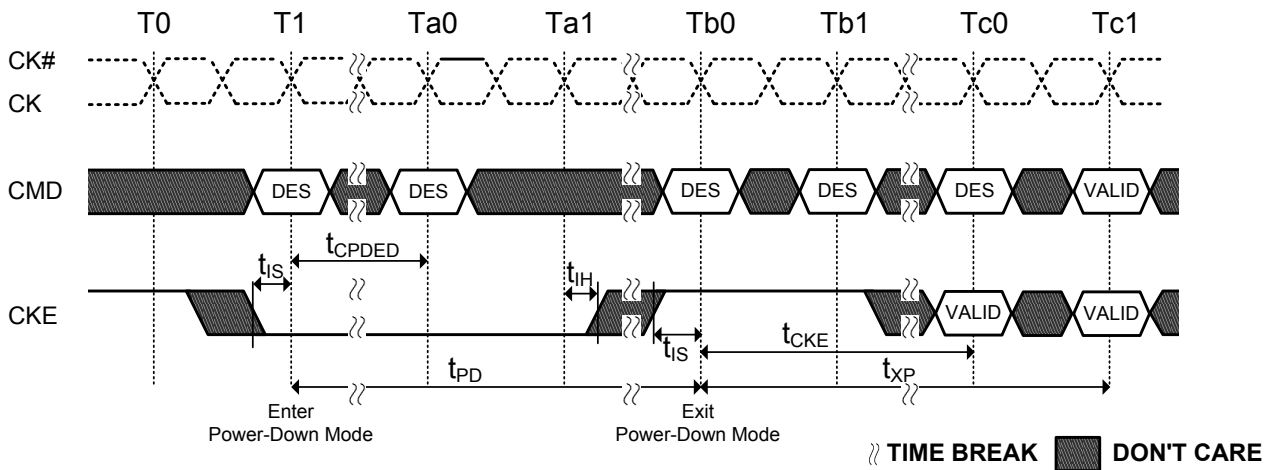 T0 T1 Ta0 Ta1 Tb0 Tb1 Tc0 Tc1
CK#
CK
CMD DES DES DES DES DES VALID
tCPDED
tIS tIH
CKE VALID VALID
tIS tCKE
tPD tXP
Enter Exit
Power-Down Mode Power-Down Mode
TIME BREAK DON'T CARE